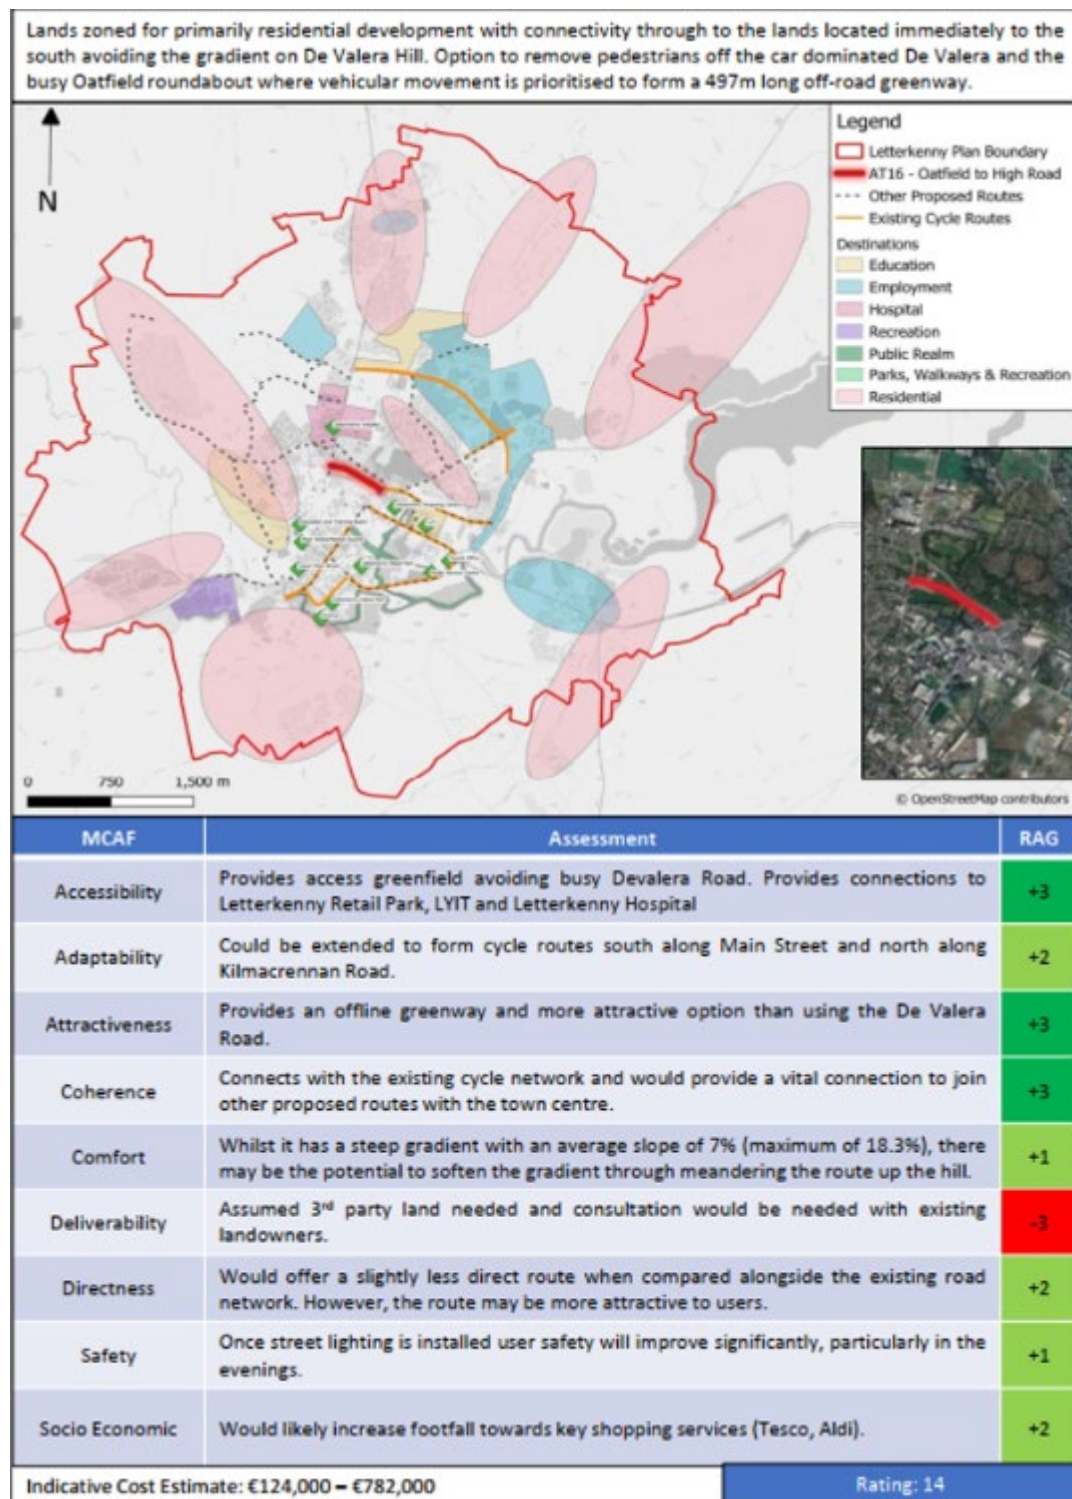 Lands zoned for primarily residential development with connectivity through to the lands located immediately to the
south avoiding the gradient on De Valera Hill. Option to remove pedestrians off the car dominated De Valera and the
busy Oatfield roundabout where vehicular movement is prioritised to form a 497m long off-road greenway.
N
Legend
Letterkenny Plan Boundary
AT16 - Oatfield to High Road
Other Proposed Routes
Existing Cycle Routes
Destinations
Education
Employment
Hospital
Recreation
Public Realm
Parks, Walkways & Recreation
Residential
0 750 1,500 m
© OpenStreetMap contributors
MCAF Assessment RAG
Accessibility
Provides access greenfield avoiding busy Devalera Road. Provides connections to
Letterkenny Retail Park, LYIT and Letterkenny Hospital
+3
Adaptability
Could be extended to form cycle routes south along Main Street and north along
Kilmacrennan Road.
+2
Attractiveness
Provides an offline greenway and more attractive option than using the De Valera
Road.
+3
Coherence
Connects with the existing cycle network and would provide a vital connection to join
other proposed routes with the town centre.
+3
Comfort
Whilst it has a steep gradient with an average slope of 7% (maximum of 18.3%), there
may be the potential to soften the gradient through meandering the route up the hill.
+1
Deliverability
Assumed 3rd party land needed and consultation would be needed with existing
landowners.
-3
Directness
Would offer a slightly less direct route when compared alongside the existing road
network. However, the route may be more attractive to users.
+2
Safety
Once street lighting is installed user safety will improve significantly, particularly in the
evenings.
+1
Socio Economic
Would likely increase footfall towards key shopping services (Tesco, Aldi).
+2
Indicative Cost Estimate: €124,000 – €782,000
Rating: 14